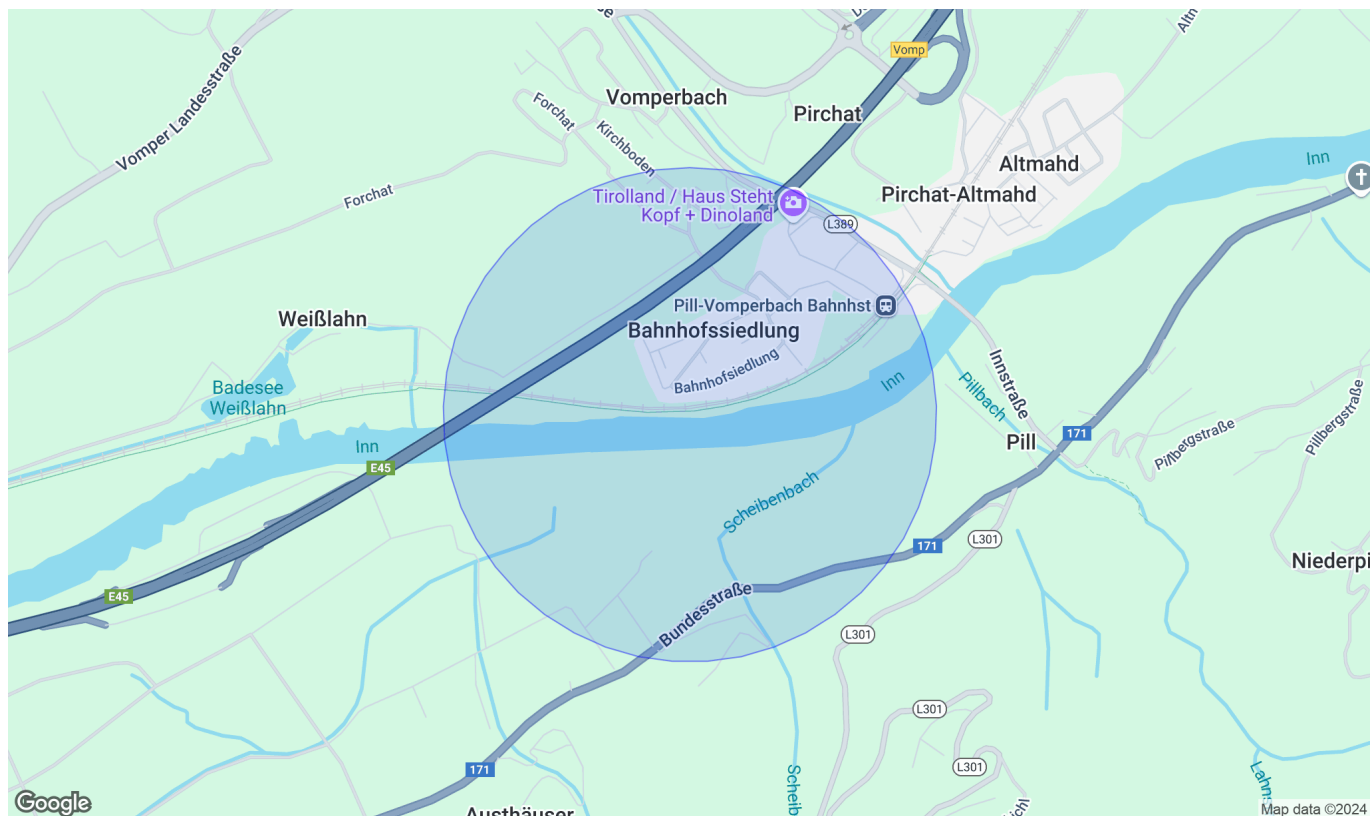 Vomp
Vomper Landesstraße
Vomperbach
Forchat
Pirchat
Kirchboden
Altmahd
Inn
Forchat
Tirolland / Haus Steht
Kopf + Dinoland
Pirchat-Altmahd
L389
Weißlahn
Pill-Vomperbach Bahnhst
Bahnhofssiedlung
Bahnhofsiedlung
Badesee
Weißlahn
Inn
Innstraße
Pillbach
Inn
Pill
171
Pillbergstraße
Pillbergstraße
E45
Scheibenbach
171
L301
E45
Bundesstraße
Niederpi
L301
L301
L301
171
Scheib
Lahn
Austhäuser
Google
Map data ©2024